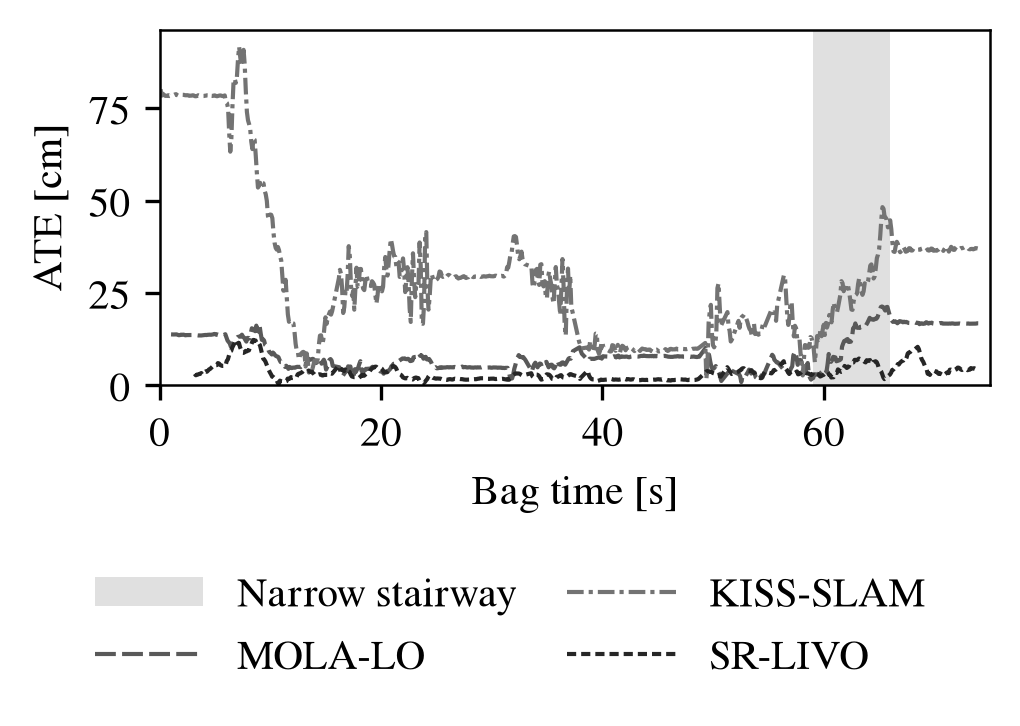 75
50
25
0
ATE [cm]
0 20 40 60
Bag time [s]
Narrow stairway KISS-SLAM
MOLA-LO SR-LIVO